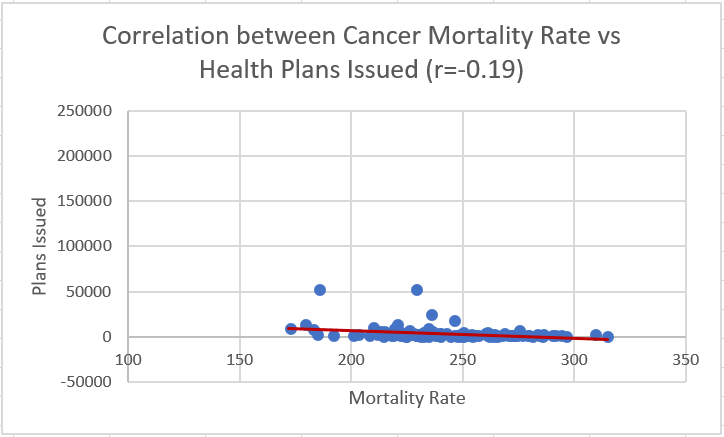 Correlation between Cancer Mortality Rate vs
Health Plans Issued (r=-0.19)
250000
200000
150000
100000
50000
0
-50000
Plans Issued
100 150 200 250 300 350
Mortality Rate